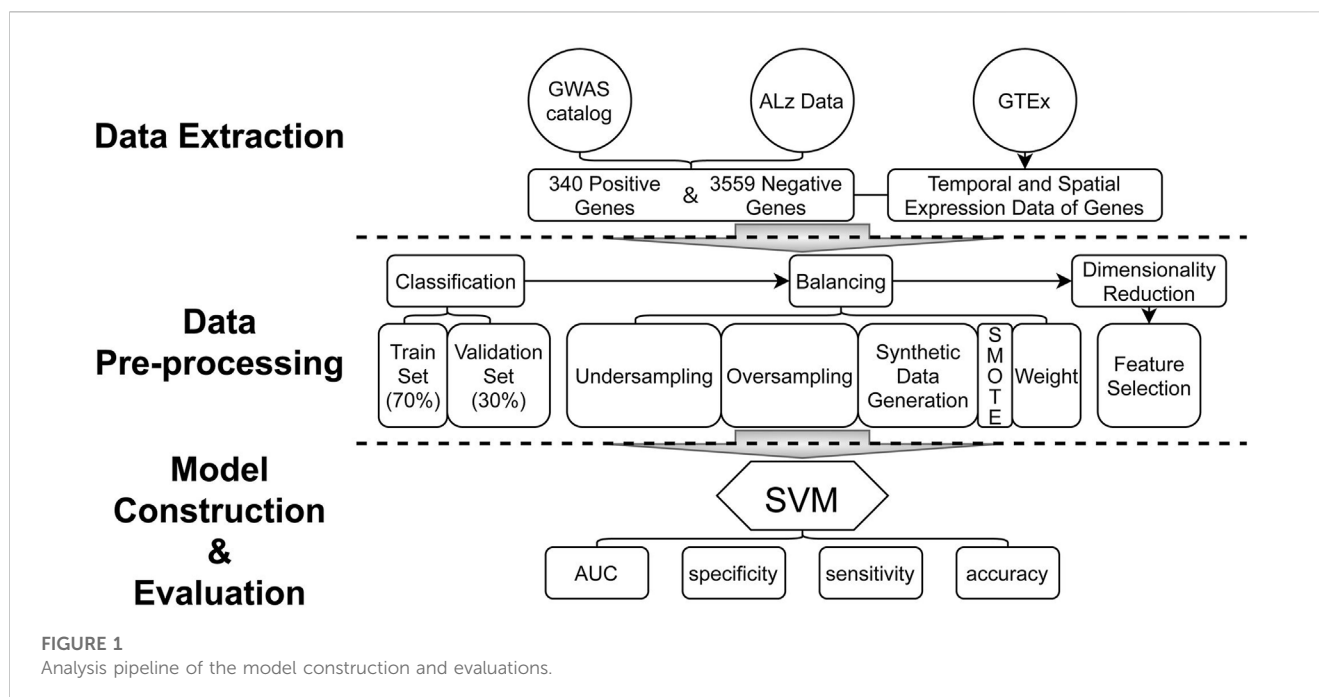 Data Extraction
GWAS
catalog
ALz Data
GTEx
340 Positive
Genes
&
3559 Negative
Genes
Temporal and Spatial
Expression Data of Genes
Data
Pre-processing
Classification
Balancing
Dimensionality
Reduction
Train
Set
(70%)
Validation
Set
(30%)
Undersampling
Oversampling
Synthetic
Data
Generation
SMOTE
Weight
Feature
Selection
Model
Construction
&
Evaluation
SVM
AUC
specificity
sensitivity
accuracy
FIGURE 1
Analysis pipeline of the model construction and evaluations.